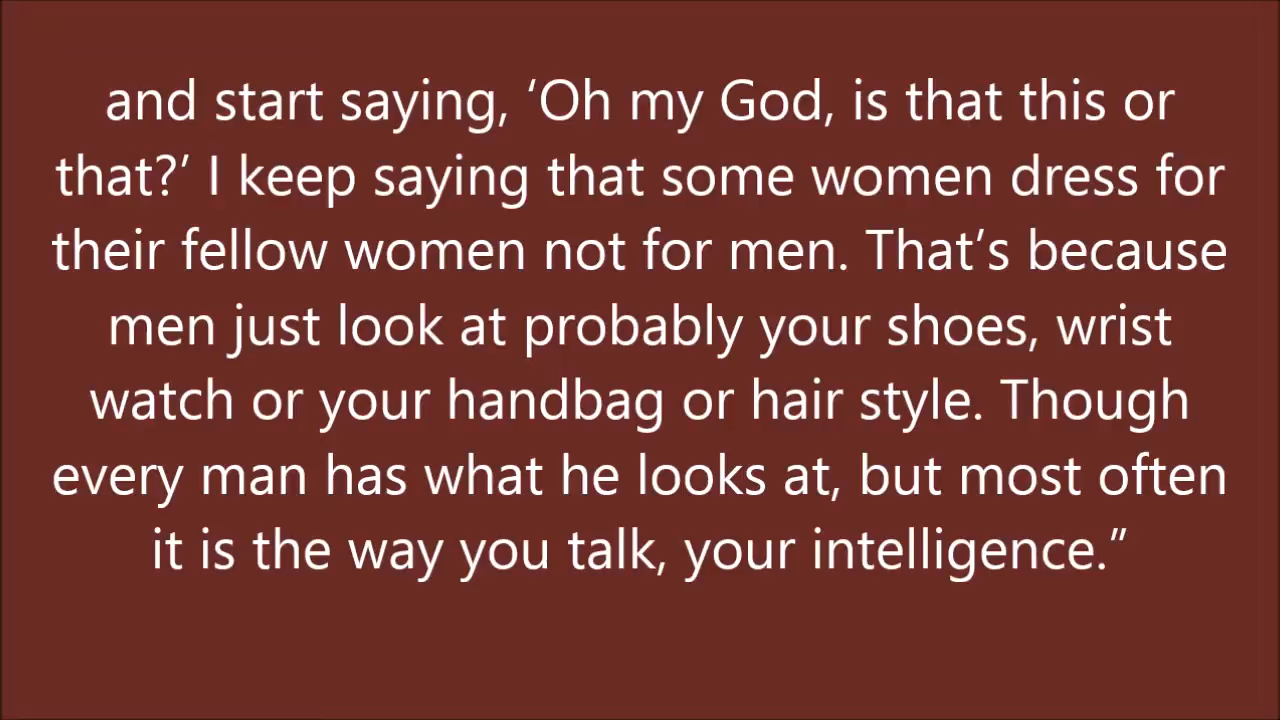 and start saying, ‘Oh my God, is that this or
that?’ I keep saying that some women dress for
their fellow women not for men. That’s because
men just look at probably your shoes, wrist
watch or your handbag or hair style. Though
every man has what he looks at, but most often
it is the way you talk, your intelligence.”